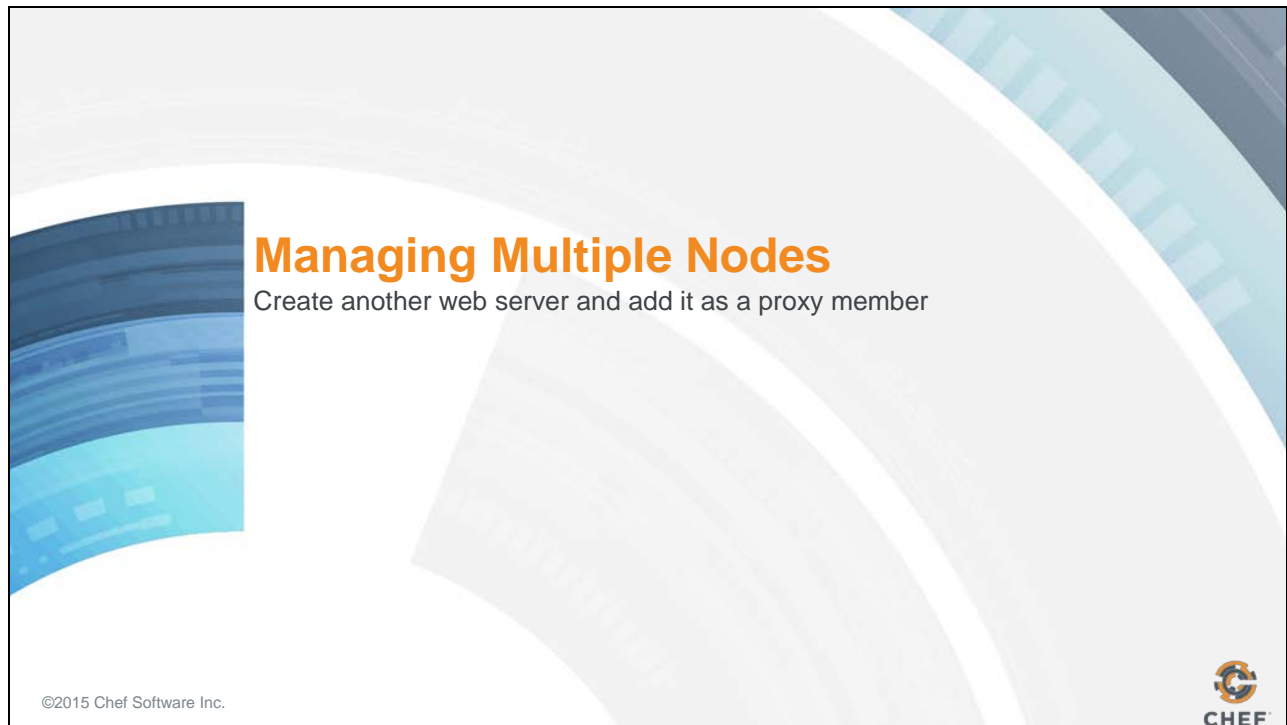 Managing Multiple Nodes
Create another web server and add it as a proxy member
©2015 Chef Software Inc.
CHEF